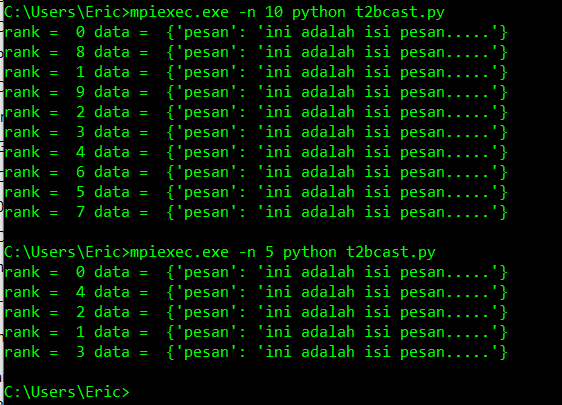 C:\Users\Eric>mpiexec.exe -n 10 python t2bcast.py
rank =  0 data =  {'pesan': 'ini adalah isi pesan.....'}
rank =  8 data =  {'pesan': 'ini adalah isi pesan.....'}
rank =  1 data =  {'pesan': 'ini adalah isi pesan.....'}
rank =  9 data =  {'pesan': 'ini adalah isi pesan.....'}
rank =  2 data =  {'pesan': 'ini adalah isi pesan.....'}
rank =  3 data =  {'pesan': 'ini adalah isi pesan.....'}
rank =  4 data =  {'pesan': 'ini adalah isi pesan.....'}
rank =  6 data =  {'pesan': 'ini adalah isi pesan.....'}
rank =  5 data =  {'pesan': 'ini adalah isi pesan.....'}
rank =  7 data =  {'pesan': 'ini adalah isi pesan.....'}
C:\Users\Eric>mpiexec.exe -n 5 python t2bcast.py
rank =  0 data =  {'pesan': 'ini adalah isi pesan.....'}
rank =  4 data =  {'pesan': 'ini adalah isi pesan.....'}
rank =  2 data =  {'pesan': 'ini adalah isi pesan.....'}
rank =  1 data =  {'pesan': 'ini adalah isi pesan.....'}
rank =  3 data =  {'pesan': 'ini adalah isi pesan.....'}
C:\Users\Eric>